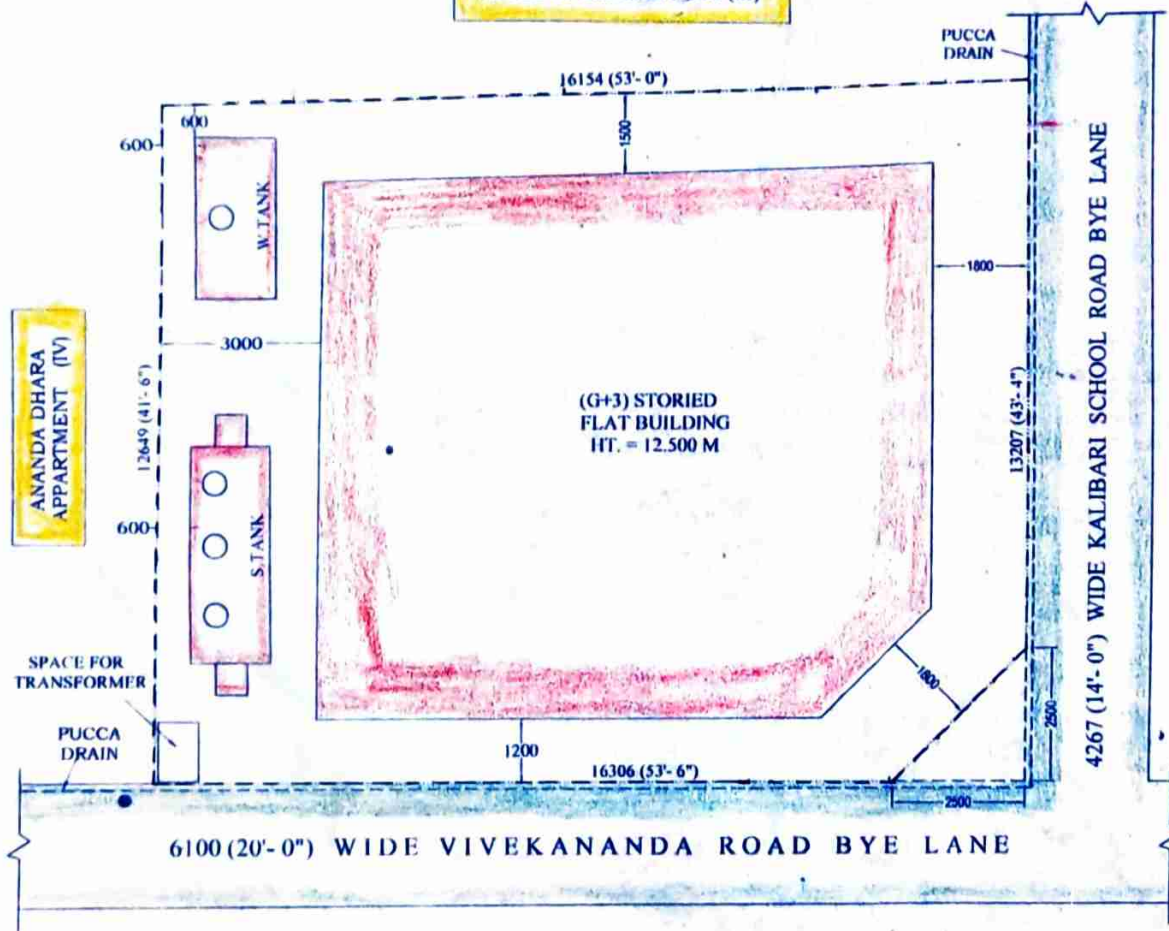 PUCCA
DRAIN
16154 (53'- 0")
600
600
1500
W.TANK
1800
3000
4267 (14'- 0") WIDE KALIBARI SCHOOL ROAD BYE LANE
ANANDA DHARA
APPARTMENT (IV)
12649 (41'- 6")
(G+3) STORIED
FLAT BUILDING
HT. = 12.500 M
13207 (43'- 4")
600
S.TANK
SPACE FOR
TRANSFORMER
1800
2500
PUCCA
DRAIN
1200
16306 (53'- 6")
2500
6100 (20'- 0") WIDE VIVEKANANDA ROAD BYE LANE